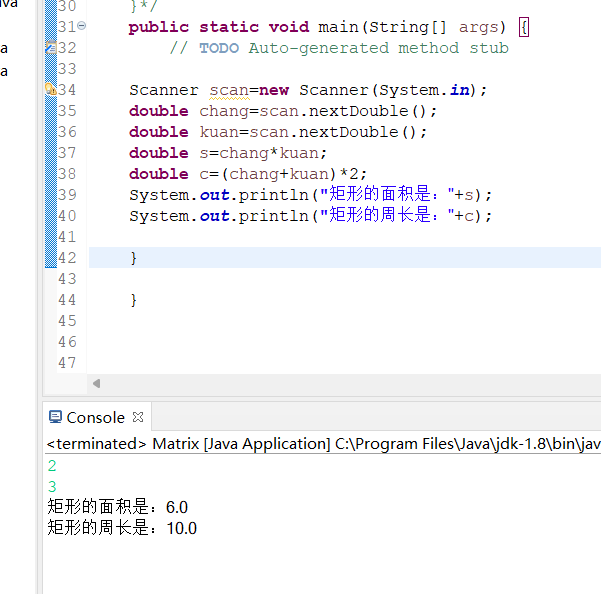 ava
30 }*/
a
31 public static void main(String[] args) {
32 // TODO Auto-generated method stub
a
33
34 Scanner scan=new Scanner(System.in);
35 double chang=scan.nextDouble();
36 double kuan=scan.nextDouble();
37 double s=chang*kuan;
38 double c=(chang+kuan)*2;
39 System.out.println("矩形的面积是："+s);
40 System.out.println("矩形的周长是："+c);
41
42 }
43
44 }
45
46
47
Console
<terminated> Matrix [Java Application] C:\Program Files\Java\jdk-1.8\bin\jav
2
3
矩形的面积是：6.0
矩形的周长是：10.0